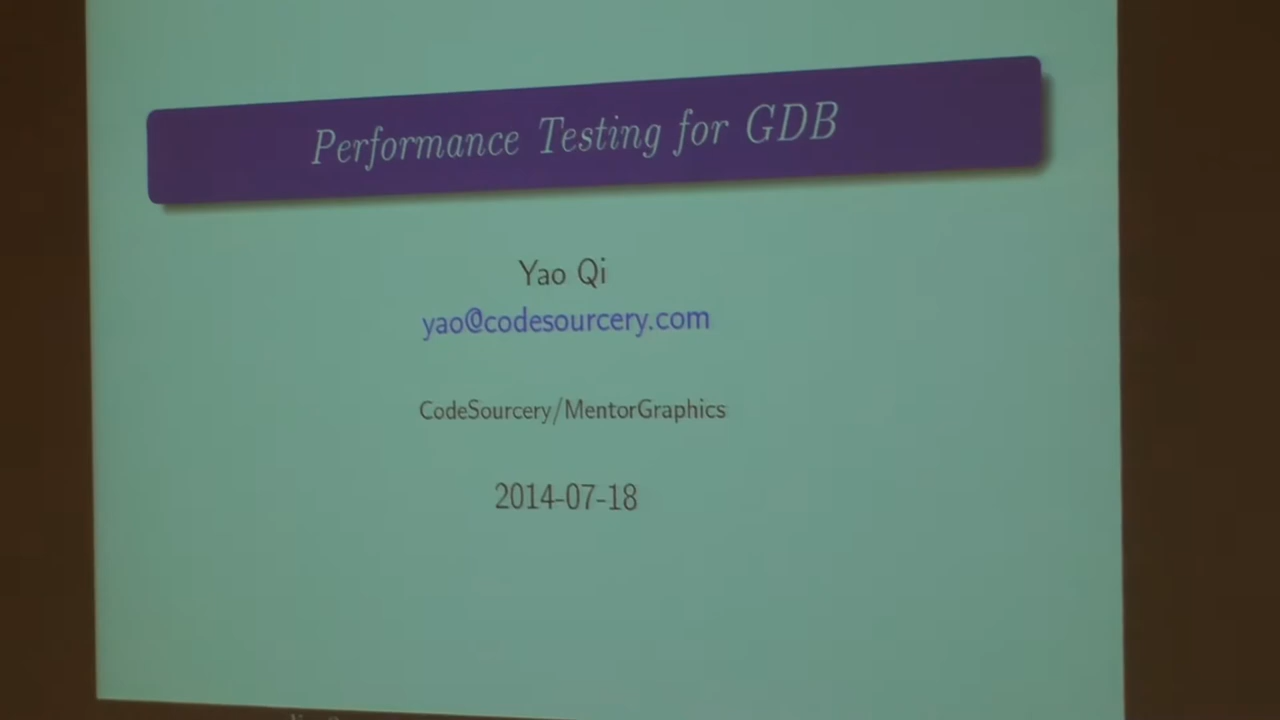 Performance Testing for GDB
Yao Qi
yao@codesourcery.com
CodeSourcery/MentorGraphics
2014-07-18